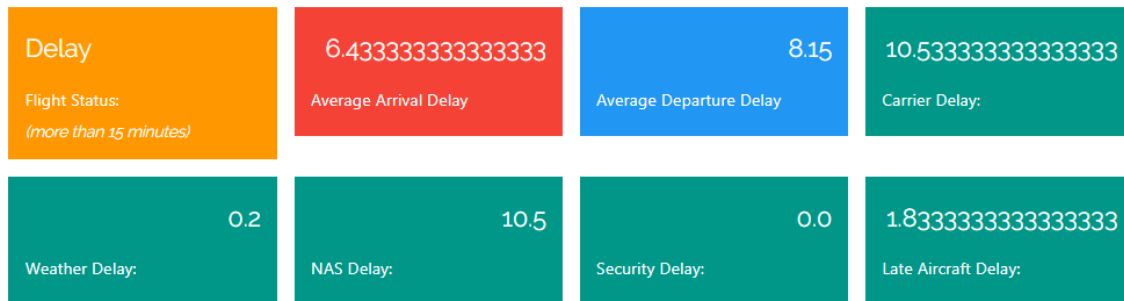 Delay
Flight Status:
(more than 15 minutes)
6.433333333333333
Average Arrival Delay
8.15
Average Departure Delay
10.533333333333333
Carrier Delay:
0.2
Weather Delay:
10.5
NAS Delay:
0.0
Security Delay:
1.8333333333333333
Late Aircraft Delay: